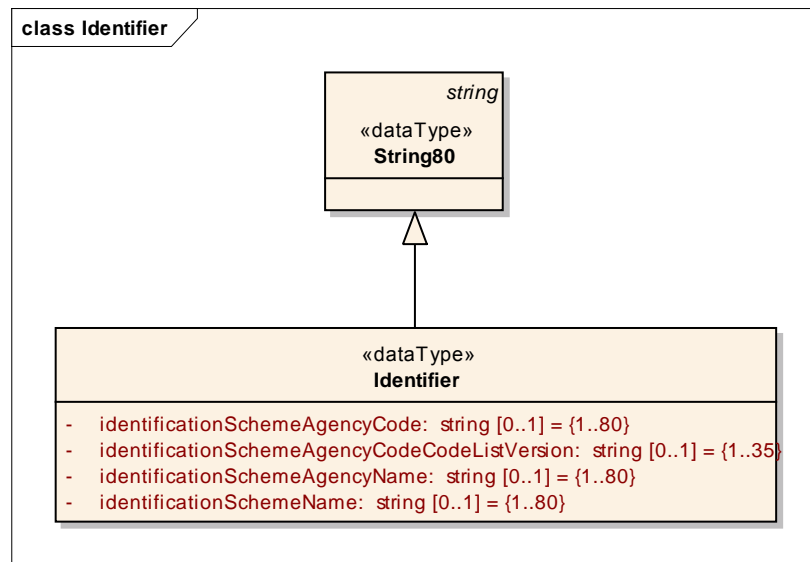 class Identifier
string
«dataType»
String80
«dataType»
Identifier
- identificationSchemeAgencyCode: string [0..1] = {1..80}
- identificationSchemeAgencyCodeCodeListVersion: string [0..1] = {1..35}
- identificationSchemeAgencyName: string [0..1] = {1..80}
- identificationSchemeName: string [0..1] = {1..80}